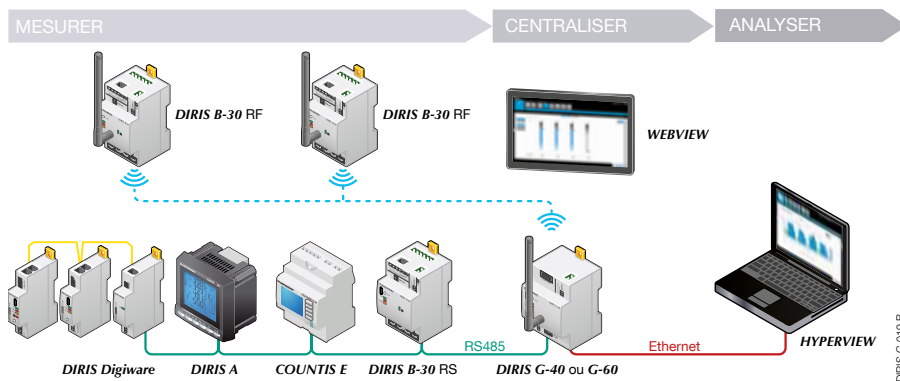 MESURER
CENTRALISER
ANALYSER
DIRIS B-30 RF
DIRIS B-30 RF
WEBVIEW
RS485
Ethernet
HYPERVIEW
DIRIS Digiware
DIRIS A
COUNTIS E
DIRIS B-30 RS
DIRIS G-40 ou G-60